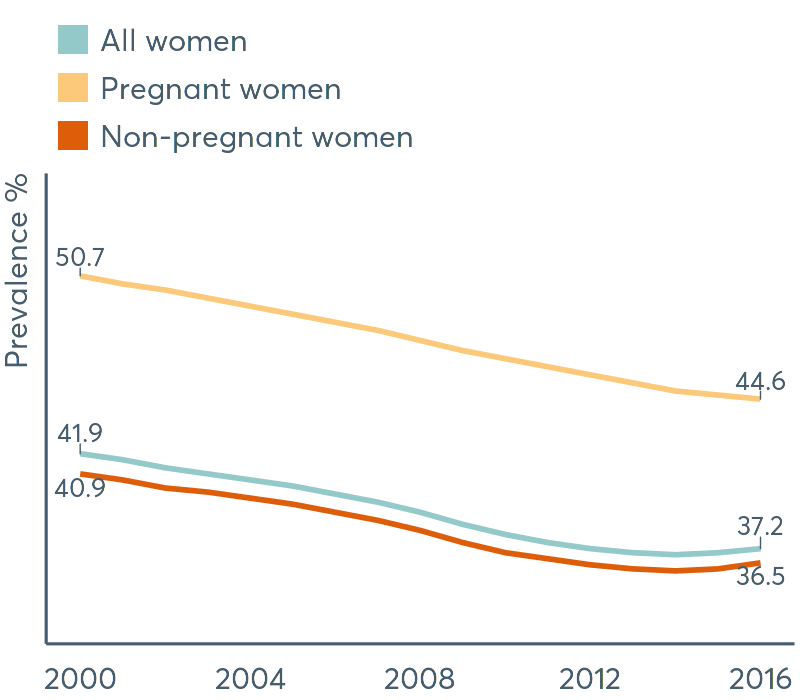 All women
Pregnant women
Non-pregnant women
Prevalence %
50.7
44.6
41.9
40.9
37.2
36.5
2000 2004 2008 2012 2016